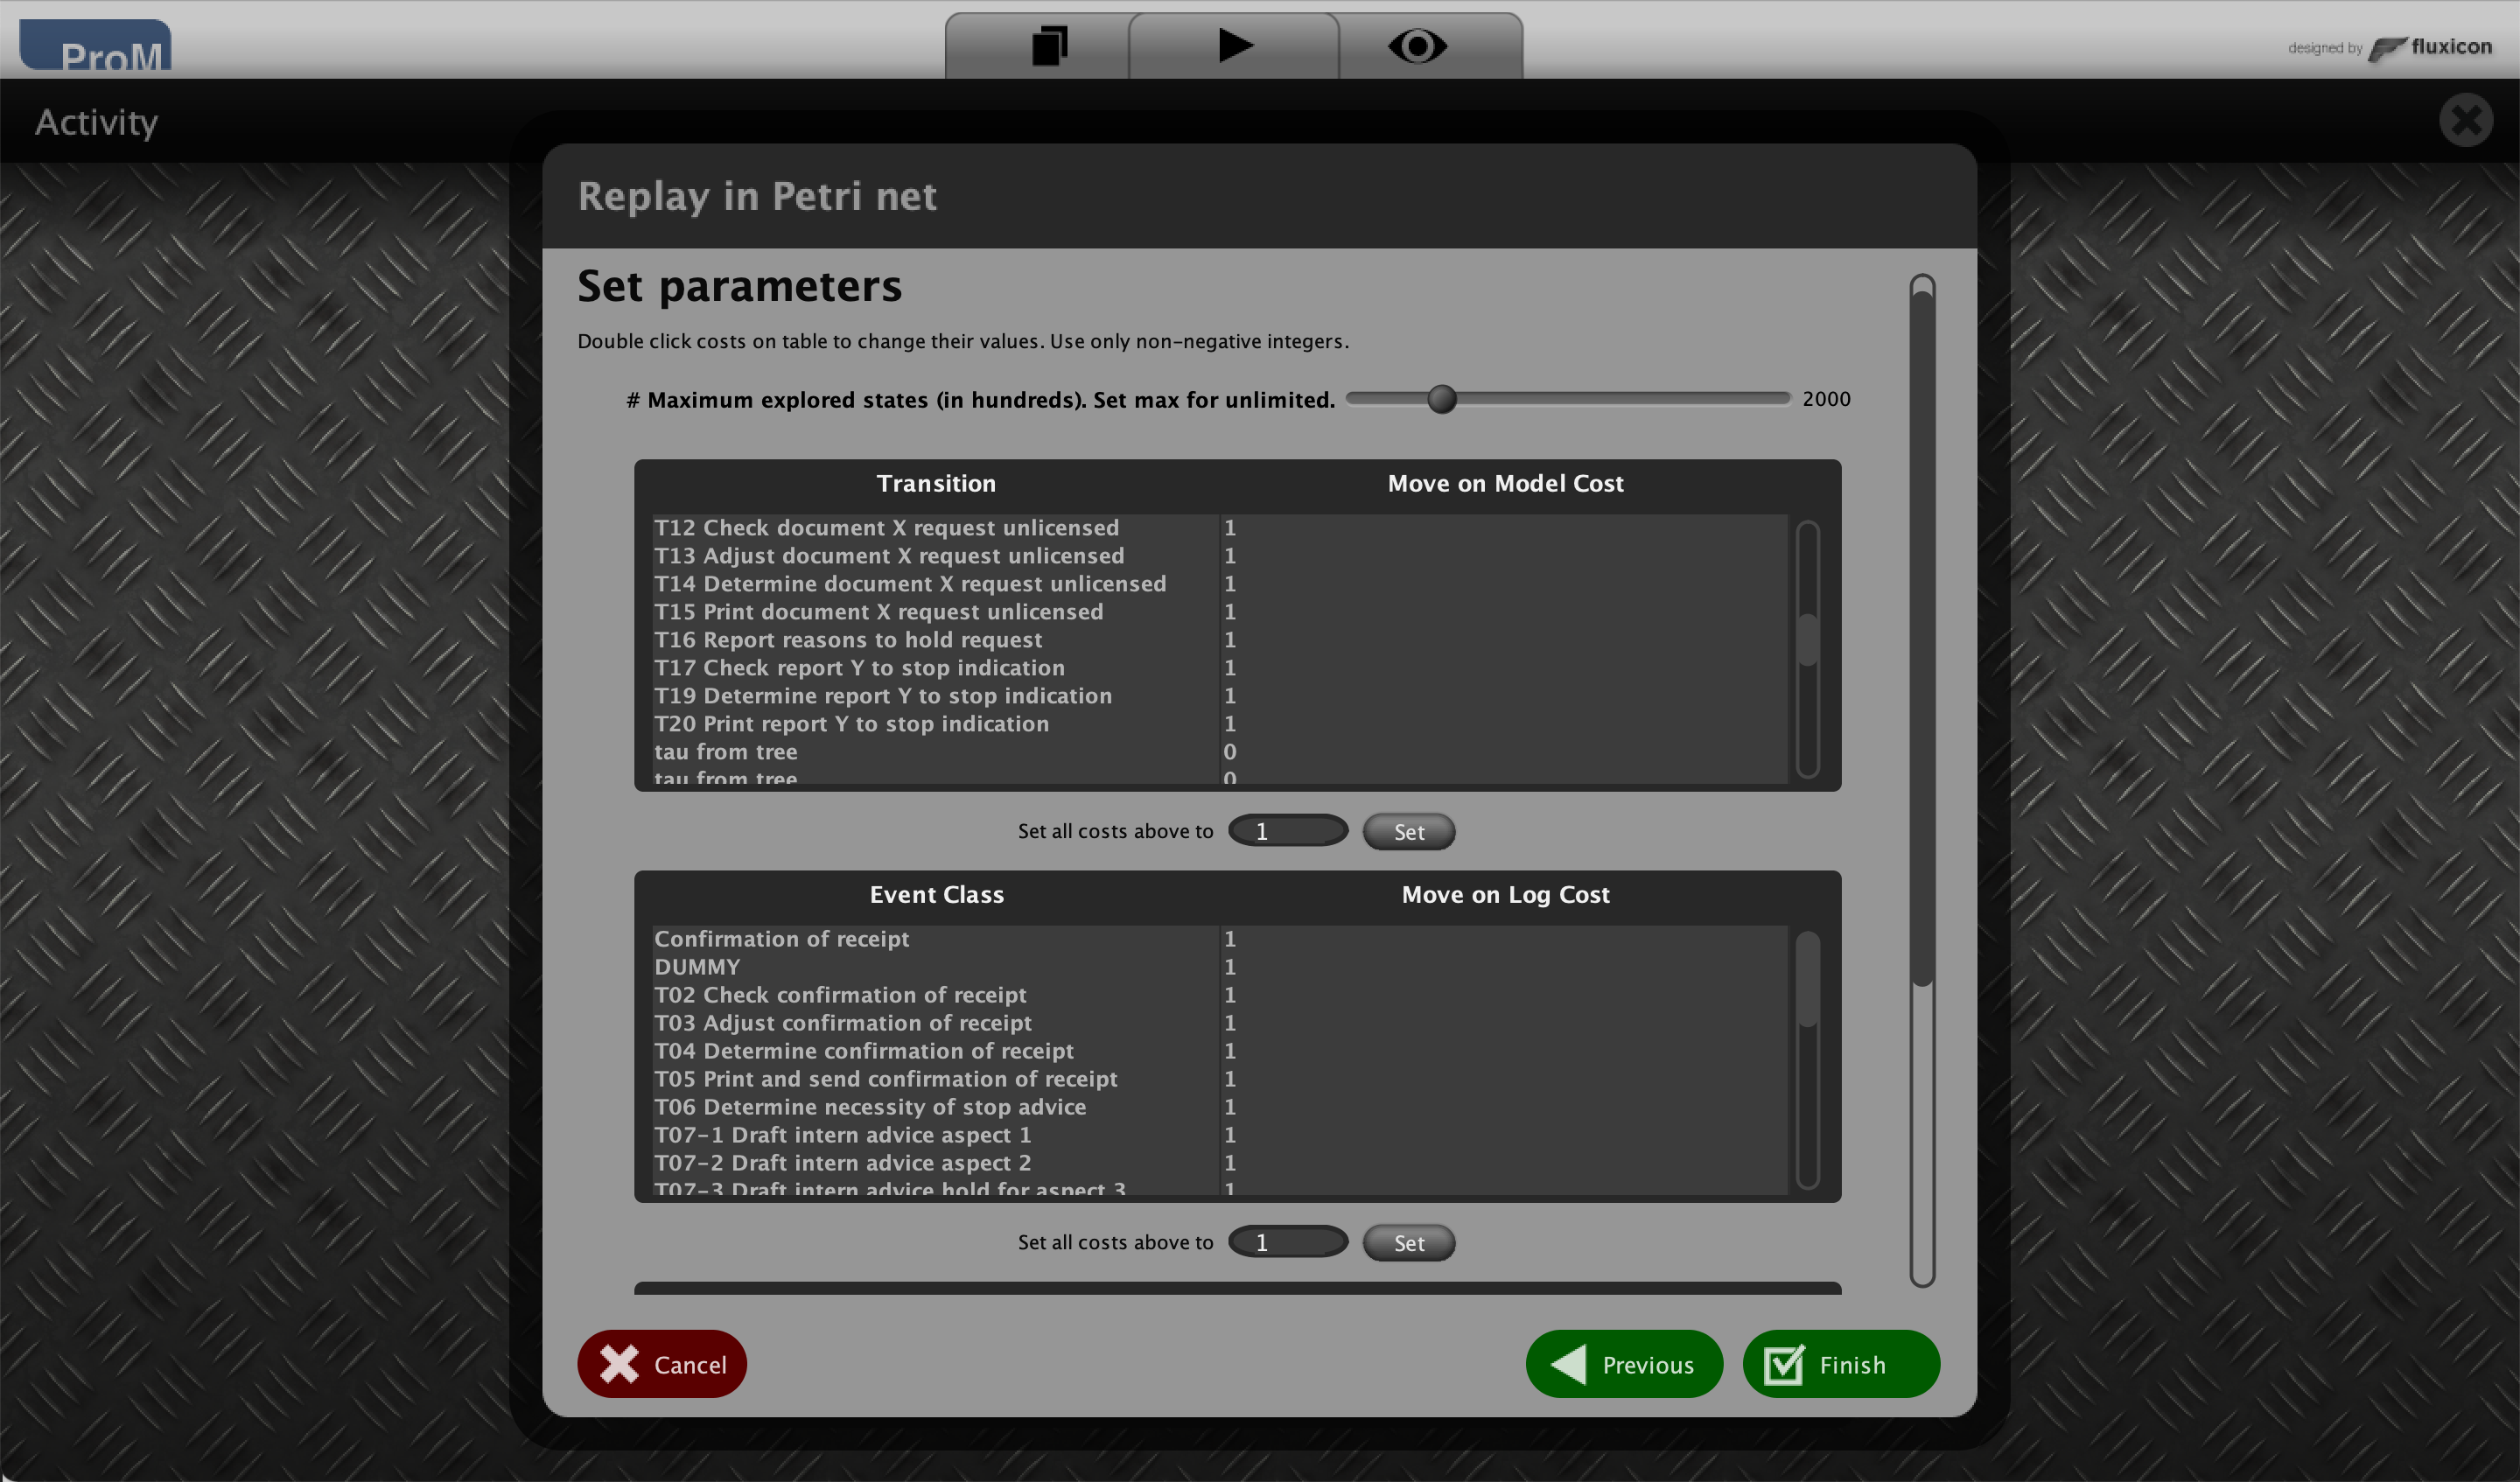 ProM
designed by fluxicon
Activity
Replay in Petri net
Set parameters
Double click costs on table to change their values. Use only non-negative integers.
# Maximum explored states (in hundreds). Set max for unlimited. 2000
Transition Move on Model Cost
T12 Check document X request unlicensed 1
T13 Adjust document X request unlicensed 1
T14 Determine document X request unlicensed 1
T15 Print document X request unlicensed 1
T16 Report reasons to hold request 1
T17 Check report Y to stop indication 1
T19 Determine report Y to stop indication 1
T20 Print report Y to stop indication 1
tau from tree 0
tau from tree 0
Set all costs above to 1 Set
Event Class Move on Log Cost
Confirmation of receipt 1
DUMMY 1
T02 Check confirmation of receipt 1
T03 Adjust confirmation of receipt 1
T04 Determine confirmation of receipt 1
T05 Print and send confirmation of receipt 1
T06 Determine necessity of stop advice 1
T07-1 Draft intern advice aspect 1 1
T07-2 Draft intern advice aspect 2 1
T07-3 Draft intern advice hold for aspect 3 1
Set all costs above to 1 Set
Cancel Previous Finish